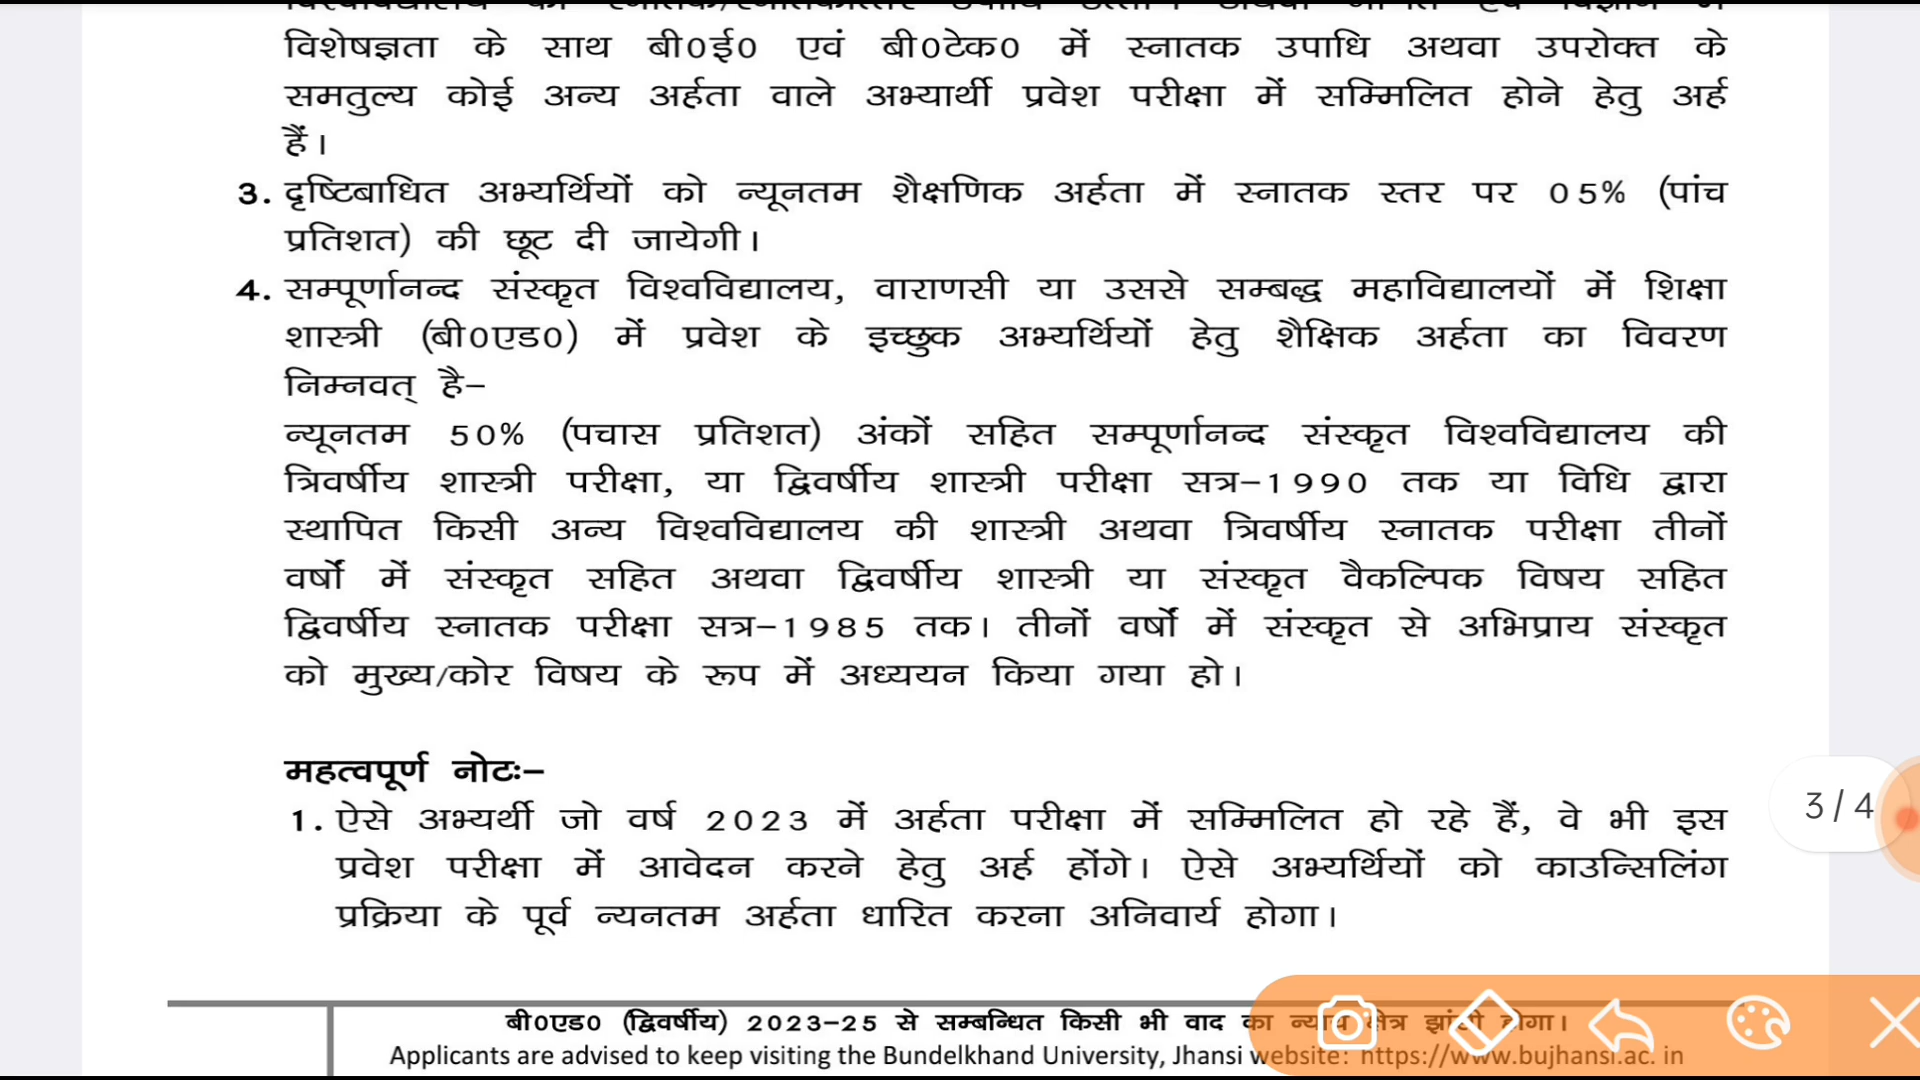 विशेषज्ञता के साथ बी0ई0 एवं बी0टेक0 में स्नातक उपाधि अथवा उपरोक्त के
समतुल्य कोई अन्य अर्हता वाले अभ्यार्थी प्रवेश परीक्षा में सम्मिलित होने हेतु अर्ह
हैं।
3. दृष्टिबाधित अभ्यर्थियों को न्यूनतम शैक्षणिक अर्हता में स्नातक स्तर पर 05% (पांच
प्रतिशत) की छूट दी जायेगी।
4. सम्पूर्णानन्द संस्कृत विश्वविद्यालय, वाराणसी या उससे सम्बद्ध महाविद्यालयों में शिक्षा
शास्त्री (बी0एड0) में प्रवेश के इच्छुक अभ्यर्थियों हेतु शैक्षिक अर्हता का विवरण
निम्नवत् है–
न्यूनतम 50% (पचास प्रतिशत) अंकों सहित सम्पूर्णानन्द संस्कृत विश्वविद्यालय की
त्रिवर्षीय शास्त्री परीक्षा, या द्विवर्षीय शास्त्री परीक्षा सत्र–1990 तक या विधि द्वारा
स्थापित किसी अन्य विश्वविद्यालय की शास्त्री अथवा त्रिवर्षीय स्नातक परीक्षा तीनों
वर्षों में संस्कृत सहित अथवा द्विवर्षीय शास्त्री या संस्कृत वैकल्पिक विषय सहित
द्विवर्षीय स्नातक परीक्षा सत्र–1985 तक। तीनों वर्षों में संस्कृत से अभिप्राय संस्कृत
को मुख्य/कोर विषय के रूप में अध्ययन किया गया हो।
महत्वपूर्ण नोटः–
1. ऐसे अभ्यर्थी जो वर्ष 2023 में अर्हता परीक्षा में सम्मिलित हो रहे हैं, वे भी इस
प्रवेश परीक्षा में आवेदन करने हेतु अर्ह होंगे। ऐसे अभ्यर्थियों को काउन्सिलिंग
प्रक्रिया के पूर्व न्यनतम अर्हता धारित करना अनिवार्य होगा।
3 / 4
बी0एड0 (द्विवर्षीय) 2023–25 से सम्बन्धित किसी भी वाद का न्याय क्षेत्र झांसी होगा।
Applicants are advised to keep visiting the Bundelkhand University, Jhansi website: https://www.bujhansi.ac. in